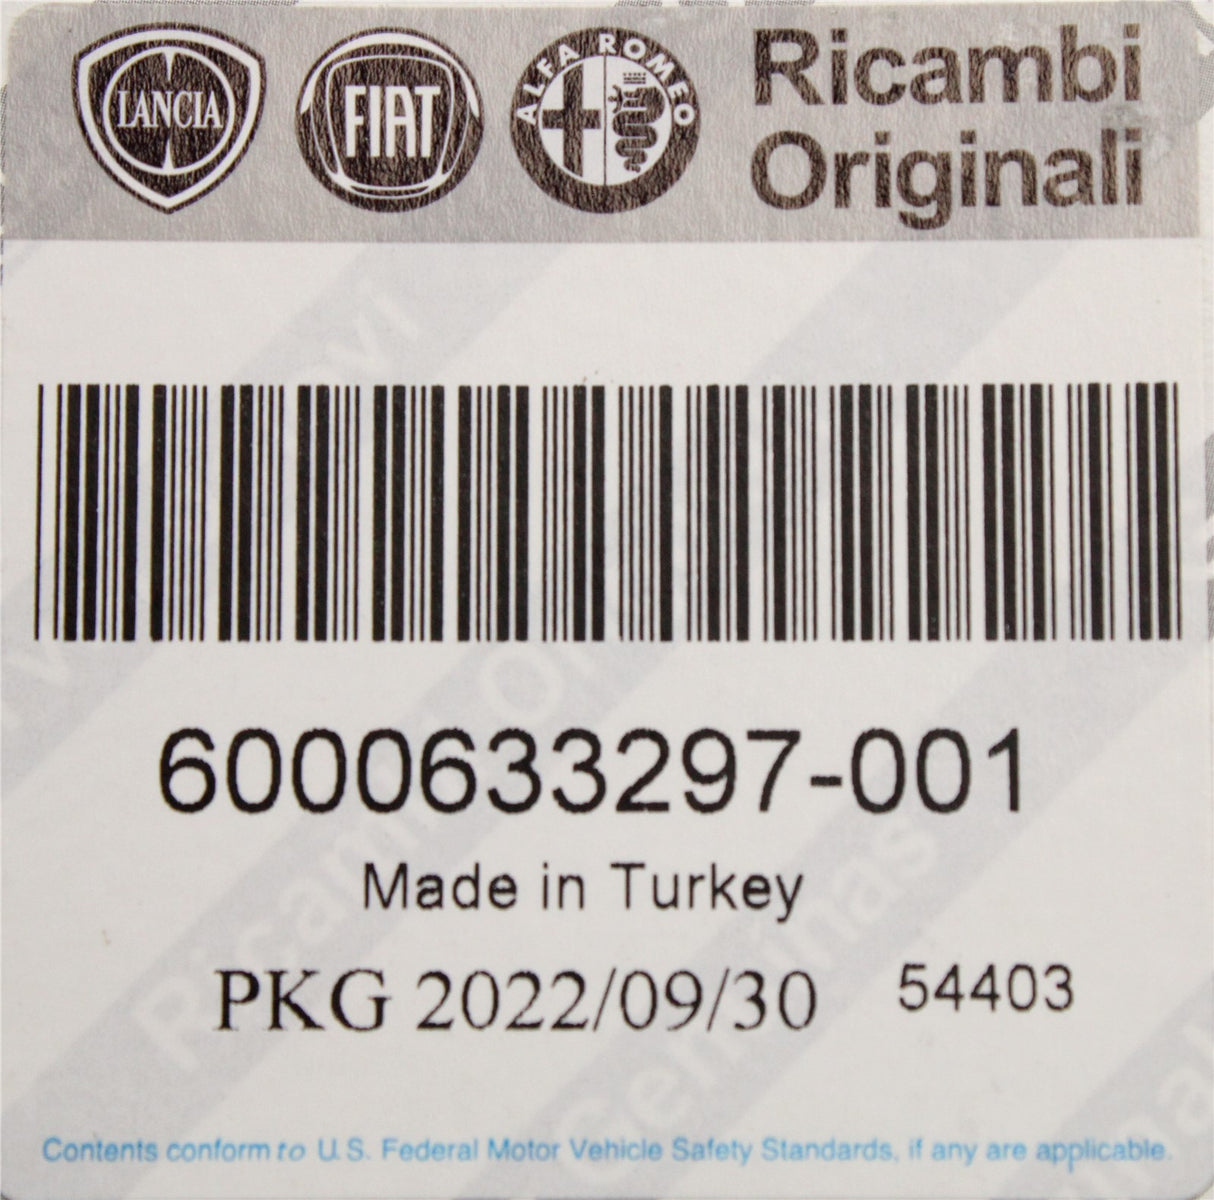 LANCIA
FIAT
ALFA ROMEO
Ricambi
Originali
6000633297-001
Made in Turkey
PKG 2022/09/30
54403
Contents conform to U.S. Federal Motor Vehicle Safety Standards, if any are applicable.